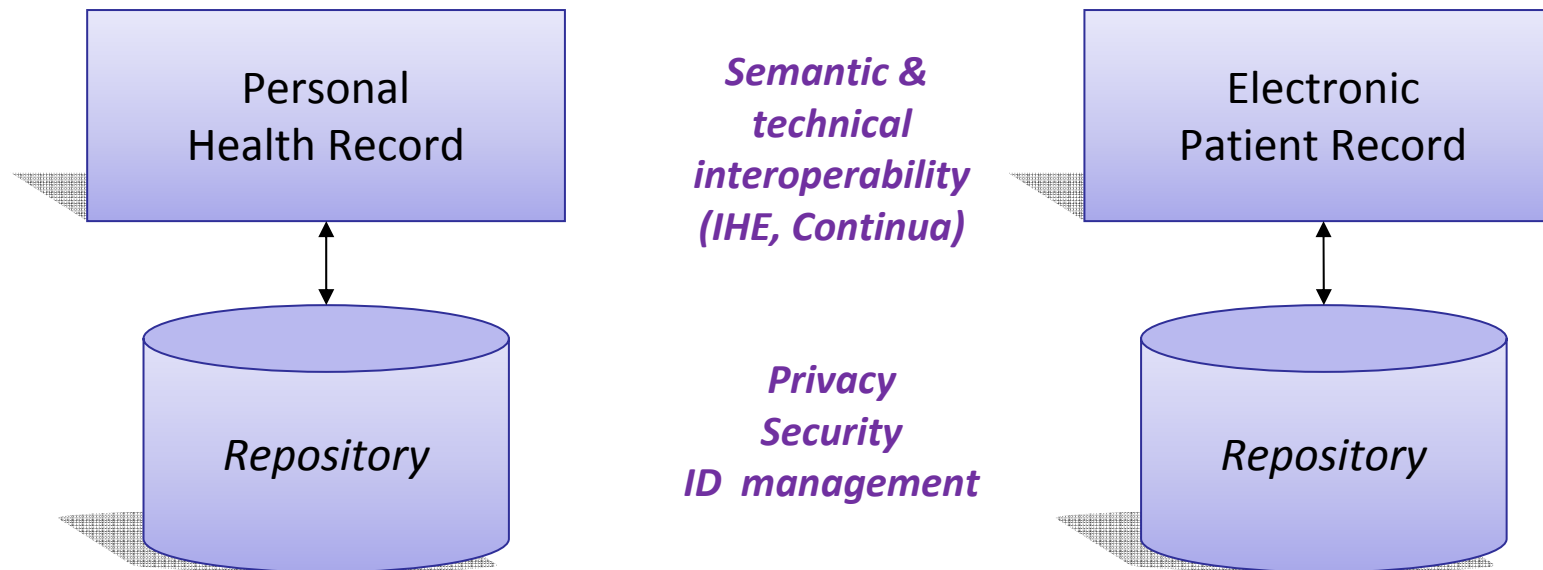 Personal
Health Record
Semantic &
technical
interoperability
(IHE, Continua)
Electronic
Patient Record
Repository
Privacy
Security
ID management
Repository